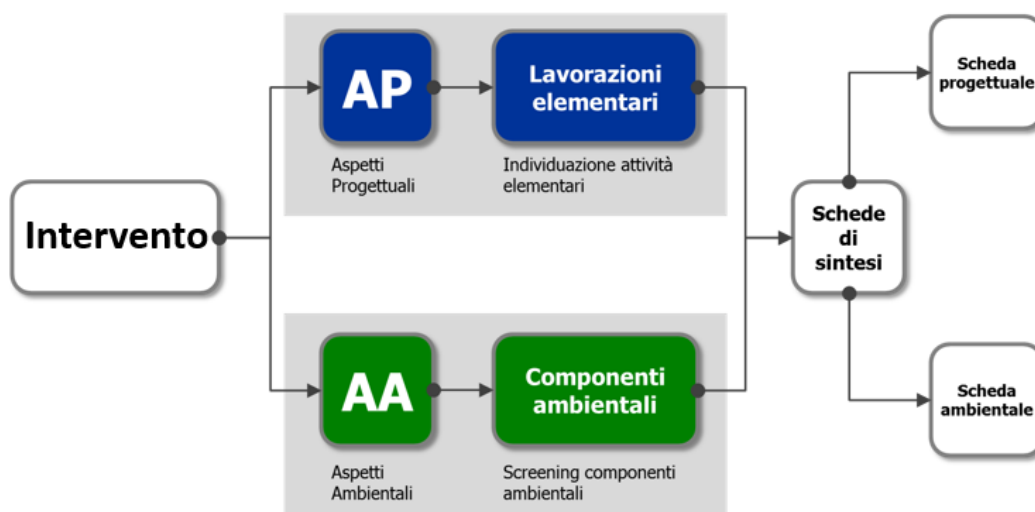 Intervento
AP
Aspetti
Progettuali
Lavorazioni
elementari
Individuazione attività
elementari
AA
Aspetti
Ambientali
Componenti
ambientali
Screening componenti
ambientali
Schede
di
sintesi
Scheda
progettuale
Scheda
ambientale